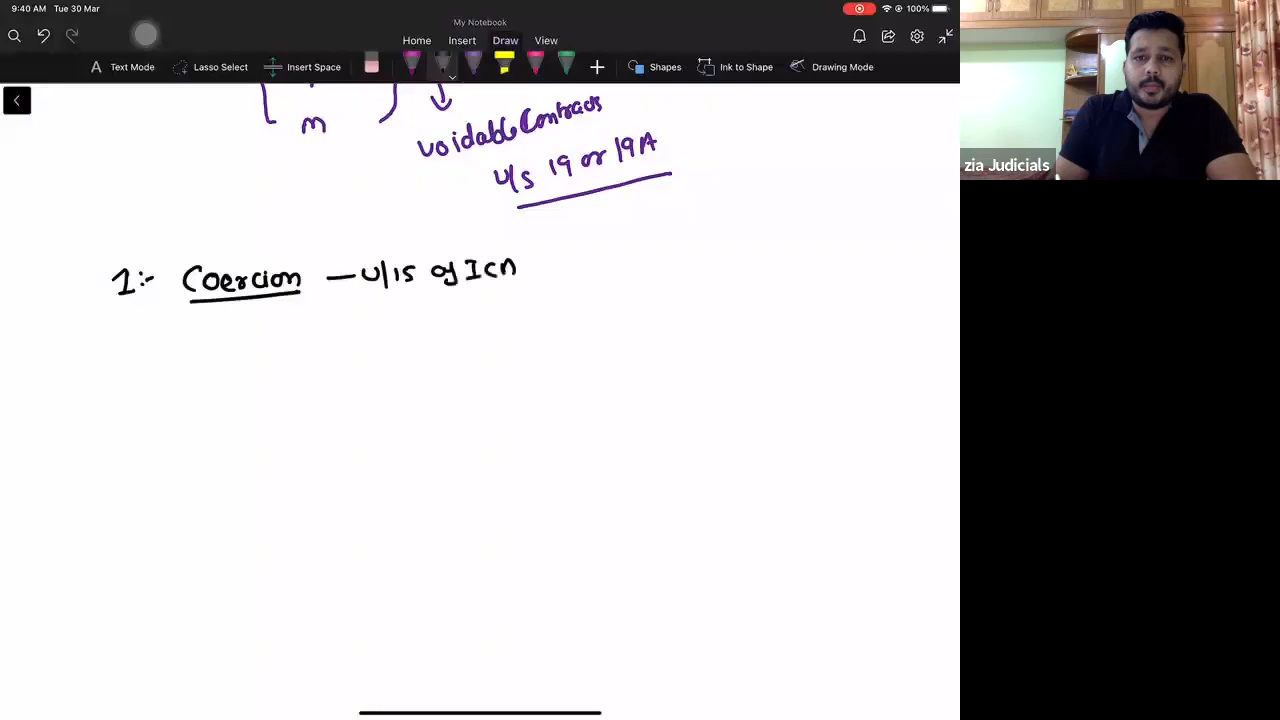 9:40 AM Tue 30 Mar
100%
My Notebook
Home Insert Draw View
A Text Mode Lasso Select Insert Space Shapes Ink to Shape Drawing Mode
m
voidable Contracts
u/s 19 or 19A
zia Judicials
1:- Coercion — u/15 of ICA